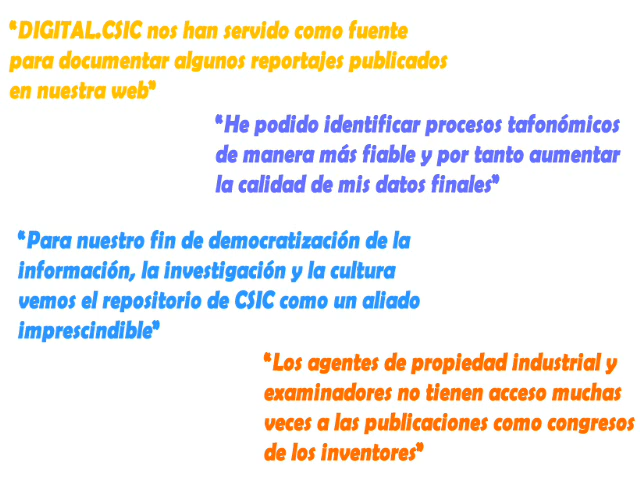 “DIGITAL.CSIC nos han servido como fuente
para documentar algunos reportajes publicados
en nuestra web”
“He podido identificar procesos tafonómicos
de manera más fiable y por tanto aumentar
la calidad de mis datos finales”
“Para nuestro fin de democratización de la
información, la investigación y la cultura
vemos el repositorio de CSIC como un aliado
imprescindible”
“Los agentes de propiedad industrial y
examinadores no tienen acceso muchas
veces a las publicaciones como congresos
de los inventores”